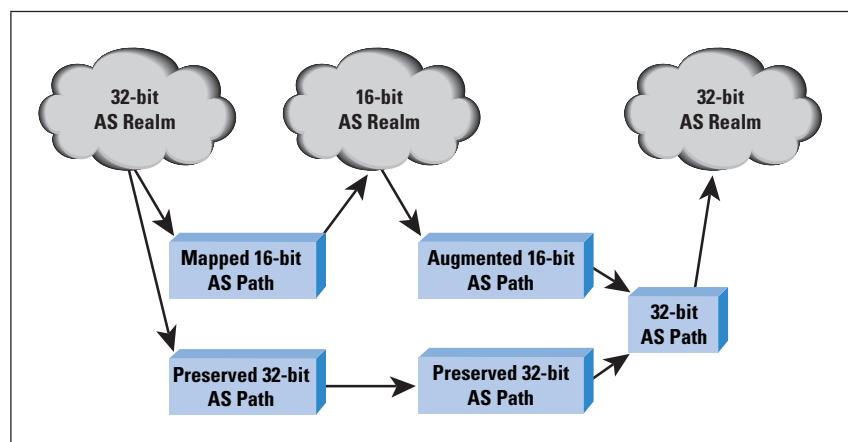 32-bit
AS Realm
16-bit
AS Realm
32-bit
AS Realm
Mapped 16-bit
AS Path
Augmented 16-bit
AS Path
32-bit
AS Path
Preserved 32-bit
AS Path
Preserved 32-bit
AS Path